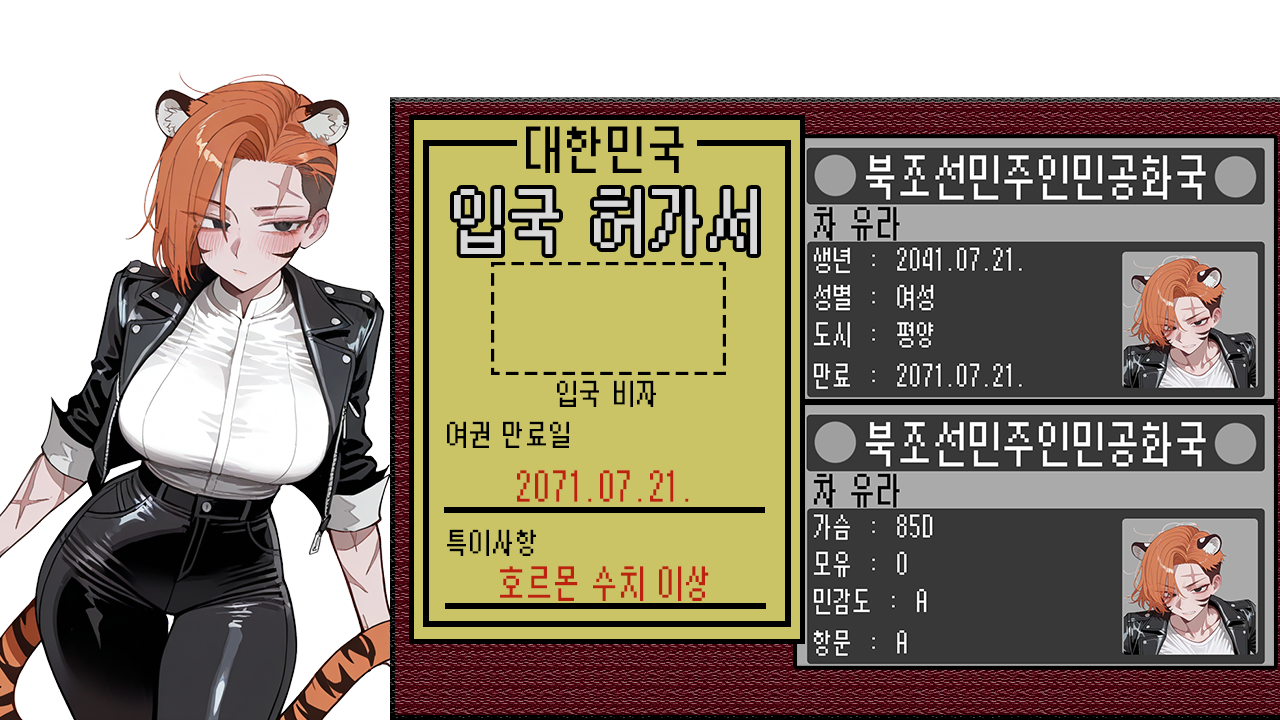 대한민국
입국 허가서
입국 비자
여권 만료일
2071.07.21.
특이사항
호르몬 수치 이상
북조선민주인민공화국
차 유라
생년 : 2041.07.21.
성별 : 여성
도시 : 평양
만료 : 2071.07.21.
북조선민주인민공화국
차 유라
가슴 : 85D
모유 : O
민감도 : A
항문 : A